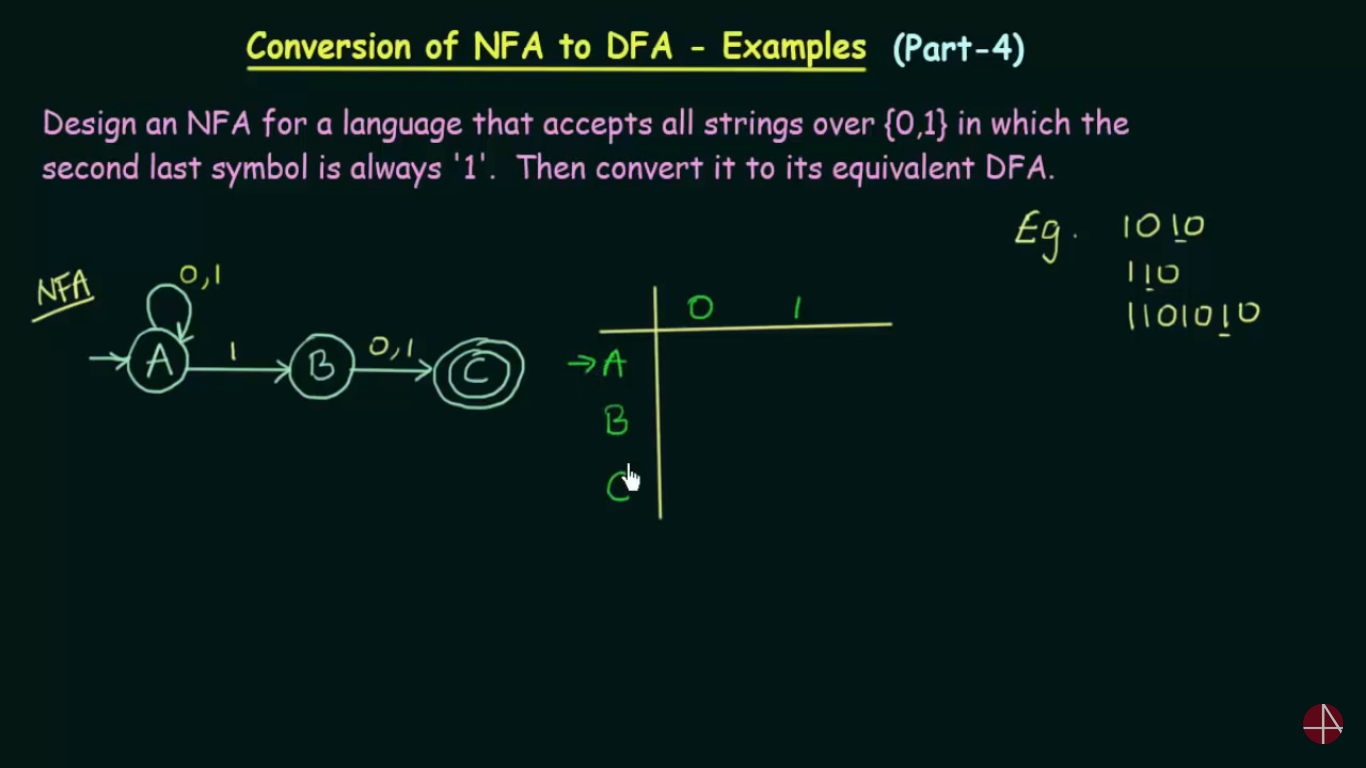 Conversion of NFA to DFA - Examples (Part-4)
Design an NFA for a language that accepts all strings over {0,1} in which the
second last symbol is always '1'. Then convert it to its equivalent DFA.
Eg. 1010
110
1101010
NFA
0,1
A 1 B 0,1 C
0 1
→A
B
C